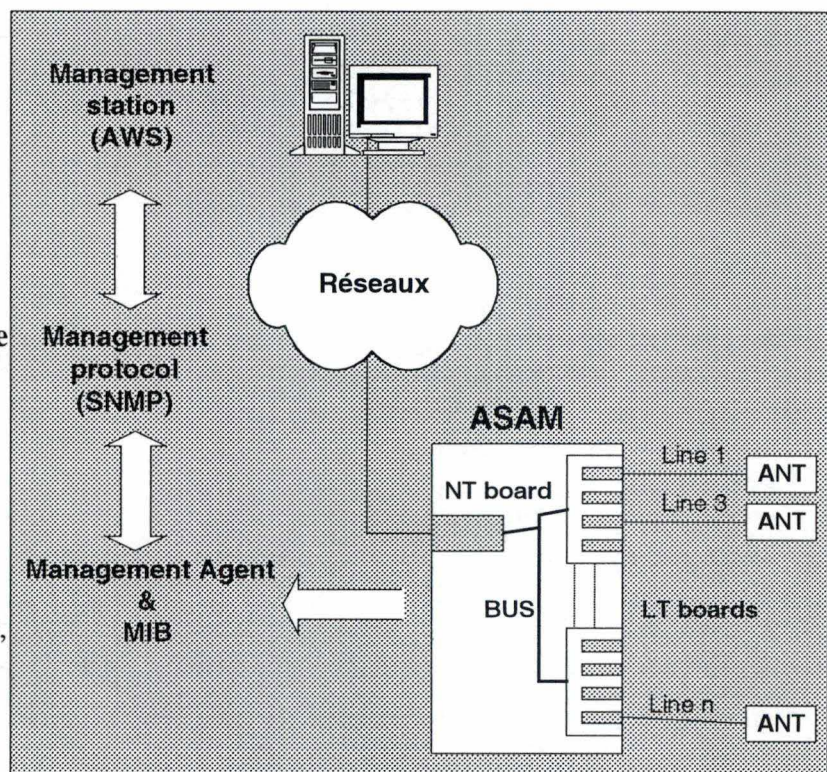 Management
station
(AWS)
Réseaux
e
Management
protocol
(SNMP)
ASAM
Line 1
ANT
NT board
Line 3
ANT
Management Agent
&
MIB
BUS
LT boards
,
Line n
ANT